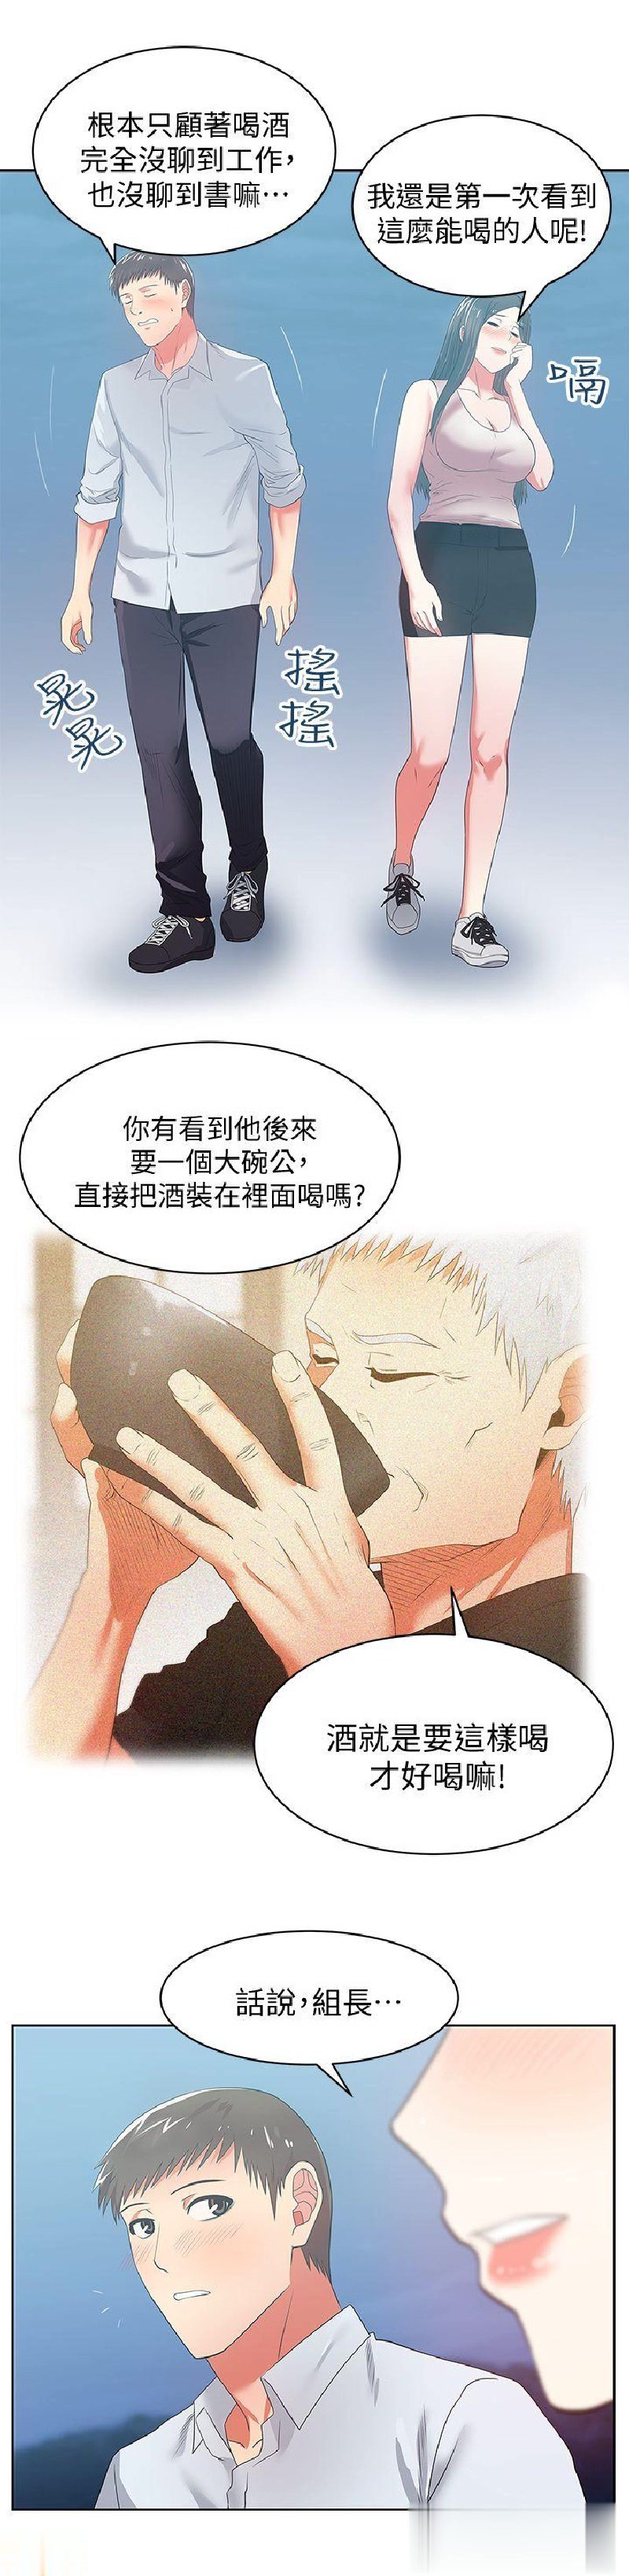 根本只顧著喝酒
完全沒聊到工作，
也沒聊到書嘛⋯
我還是第一次看到
這麼能喝的人呢!
嗝
搖
搖
晃
晃
你有看到他後來
要一個大碗公，
直接把酒裝在裡面喝嗎?
酒就是要這樣喝
才好喝嘛!
話說，組長⋯